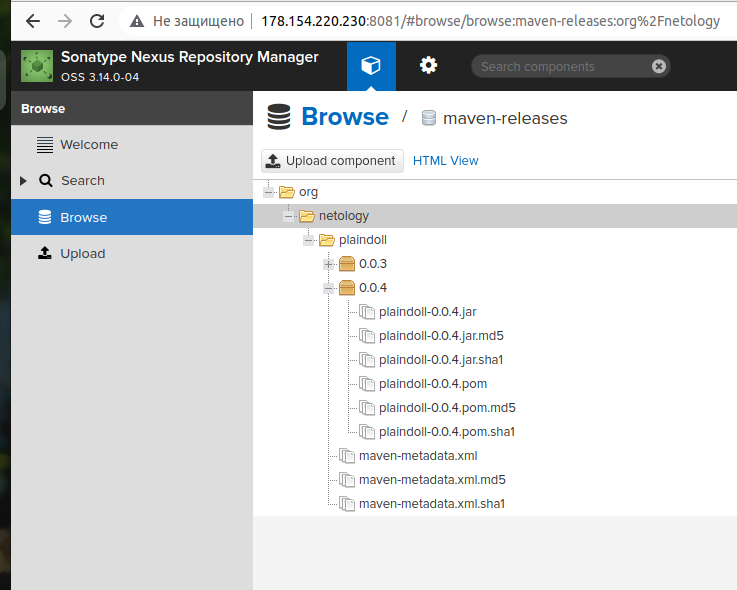 Не защищено 178.154.220.230:8081/#browse/browse:maven-releases:org%2Fnetology
Sonatype Nexus Repository Manager
OSS 3.14.0-04
Search components
Browse
Welcome
Search
Browse
Upload
Browse / maven-releases
Upload component HTML View
org
netology
plaindoll
0.0.3
0.0.4
plaindoll-0.0.4.jar
plaindoll-0.0.4.jar.md5
plaindoll-0.0.4.jar.sha1
plaindoll-0.0.4.pom
plaindoll-0.0.4.pom.md5
plaindoll-0.0.4.pom.sha1
maven-metadata.xml
maven-metadata.xml.md5
maven-metadata.xml.sha1